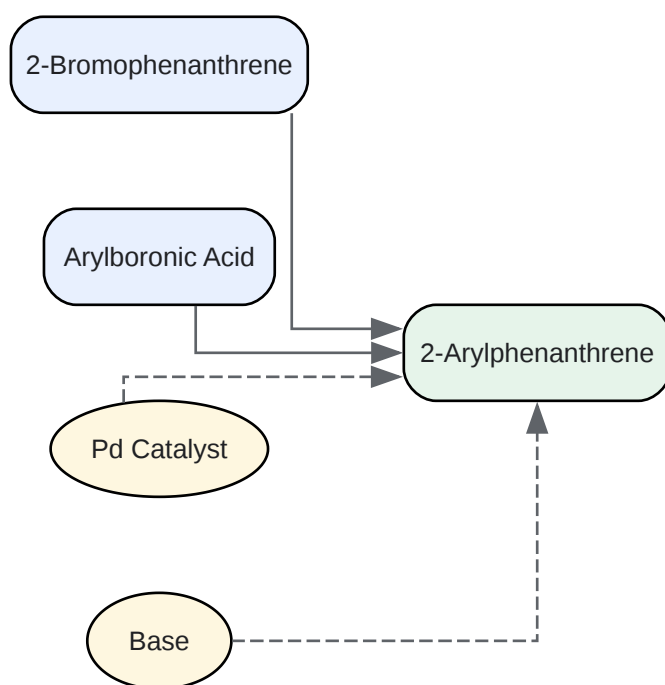 2-Bromophenanthrene
Arylboronic Acid
2-Arylphenanthrene
Pd Catalyst
Base